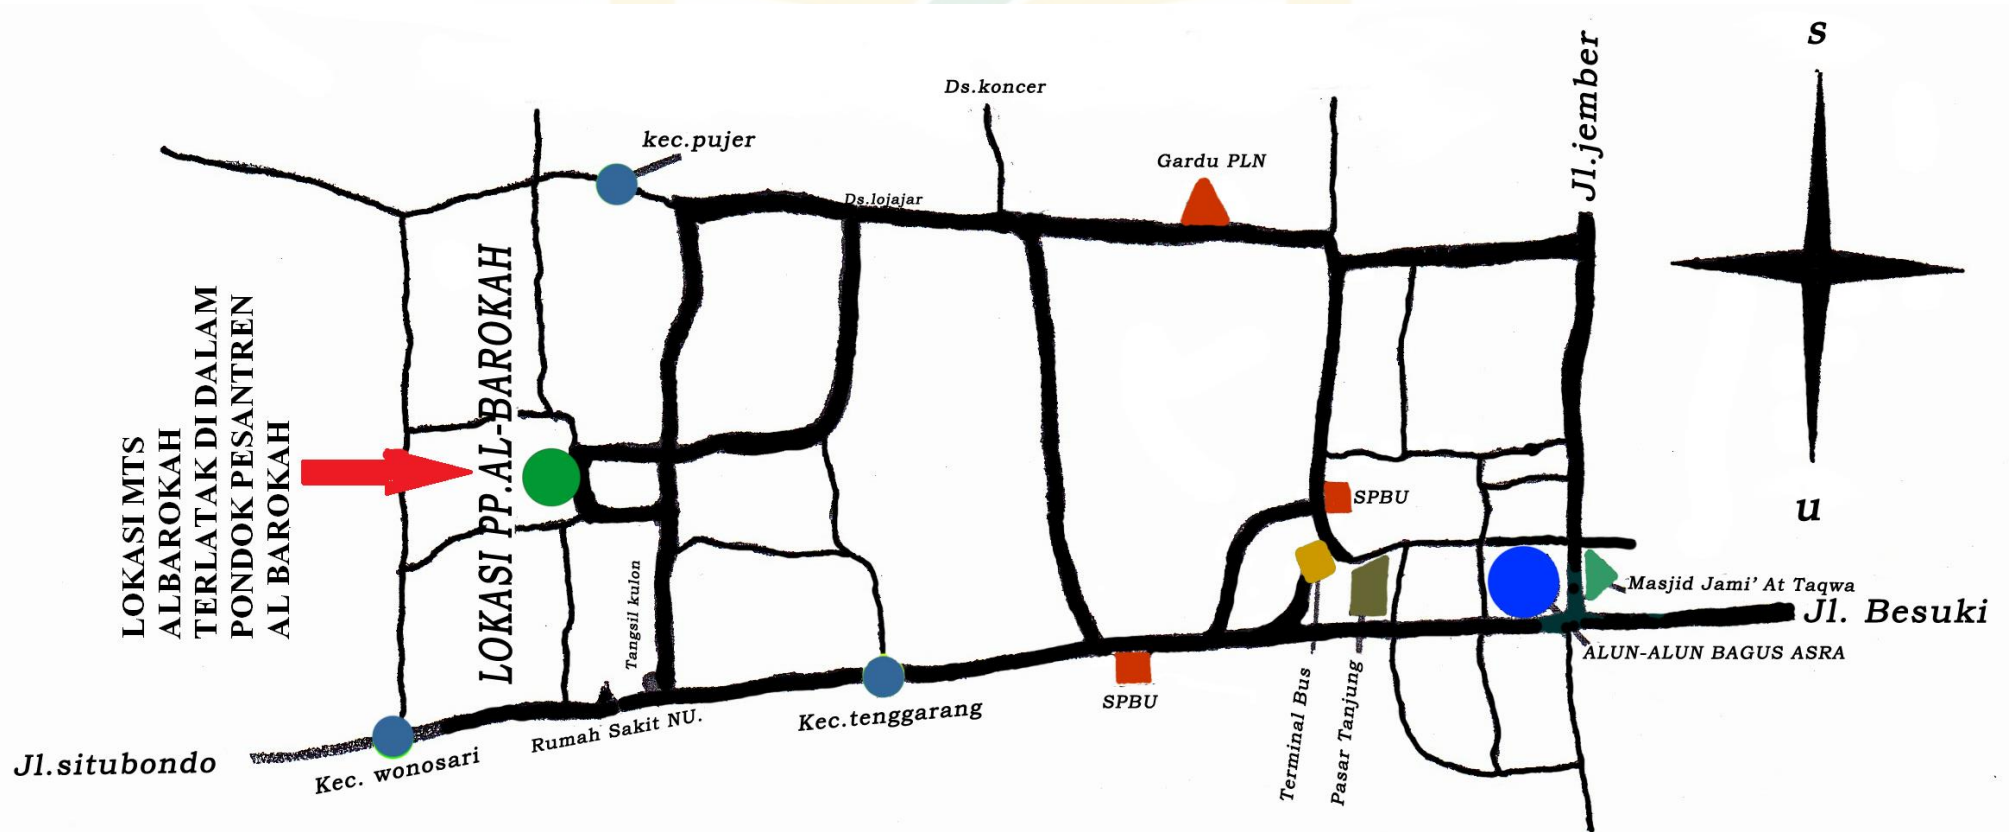 s
Jl.jember
Ds.koncer
kec.pujer
Gardu PLN
Ds.lojajar
LOKASI MTS
ALBAROKAH
TERLATAK DI DALAM
PONDOK PESANTREN
AL BAROKAH
LOKASI PP.AL-BAROKAH
SPBU
u
Tangsil kulon
Masjid Jami' At Taqwa
Jl. Besuki
ALUN-ALUN BAGUS ASRA
SPBU
Terminal Bus
Pasar Tanjung
Kec.tenggarang
Rumah Sakit NU.
Jl.situbondo
Kec. wonosari